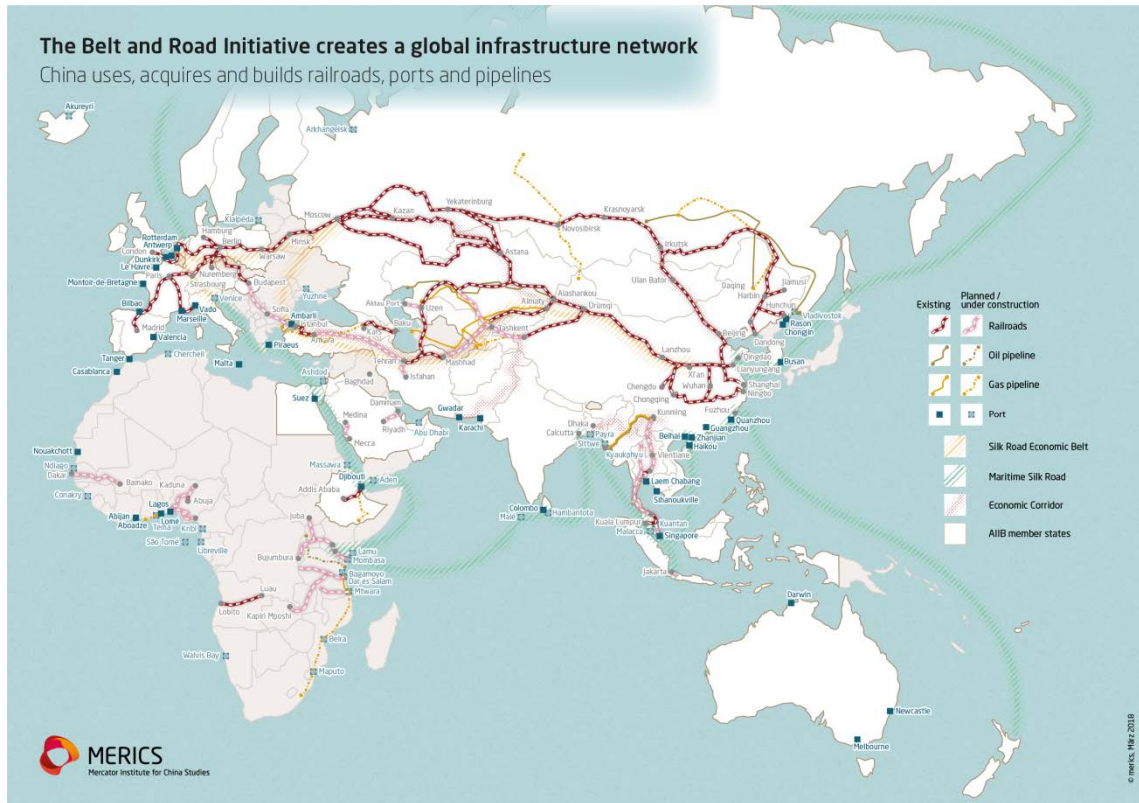 The Belt and Road Initiative creates a global infrastructure network
China uses, acquires and builds railroads, ports and pipelines
Akureyri
Arkhangelsk
Klaipeda
Moscow
Kazan
Yekaterinburg
Krasnoyarsk
Novosibirsk
Rotterdam
Antwerp
London
Dunkirk
Le Havre
Hamburg
Berlin
Warsaw
Minsk
Paris
Nuremberg
Strasbourg
Budapest
Montoir-de-Bretagne
Bilbao
Madrid
Valencia
Marseille
Vado
Venice
Yuzhne
Sofia
Ambarli
Istanbul
Ankara
Kars
Baku
Piraeus
Malta
Cherchell
Tanger
Casablanca
Astana
Irkutsk
Ulan Bator
Daqing
Jiamusi
Harbin
Hunchun
Vladivostok
Rason
Chongjin
Aktau Port
Uzen
Almaty
Alashankou
Ürümqi
Tashkent
Mashhad
Tehran
Isfahan
Beijing
Dandong
Qingdao
Lianyungang
Busan
Lanzhou
Xi'an
Chengdu
Chongqing
Wuhan
Shanghai
Ningbo
Fuzhou
Quanzhou
Guangzhou
Kunming
Beihai
Zhanjian
Haikou
Ashdod
Suez
Baghdad
Dammam
Medina
Riyadh
Mecca
Abu Dhabi
Gwadar
Karachi
Dhaka
Calcutta
Payra
Sittwe
Kyaukphyu
Vientiane
Laem Chabang
Sihanoukville
Kuala Lumpur
Kuantan
Malacca
Singapore
Jakarta
Colombo
Hambantota
Malé
Nouakchott
Ndiago
Dakar
Bamako
Conakry
Kaduna
Abuja
Lagos
Abijan
Aboadze
Tema
Lomé
Kribi
São-Tomé
Libreville
Massawa
Djibouti
Aden
Addis Ababa
Juba
Bujumbura
Lamu
Mombasa
Bagamoyo
Dar es Salam
Mtwara
Luau
Lobito
Kapiri Mposhi
Walvis Bay
Beira
Maputo
Darwin
Newcastle
Melbourne
Existing
Planned /
under construction
Railroads
Oil pipeline
Gas pipeline
Port
Silk Road Economic Belt
Maritime Silk Road
Economic Corridor
AIIB member states
MERICS
Mercator Institute for China Studies
© merics, März 2018